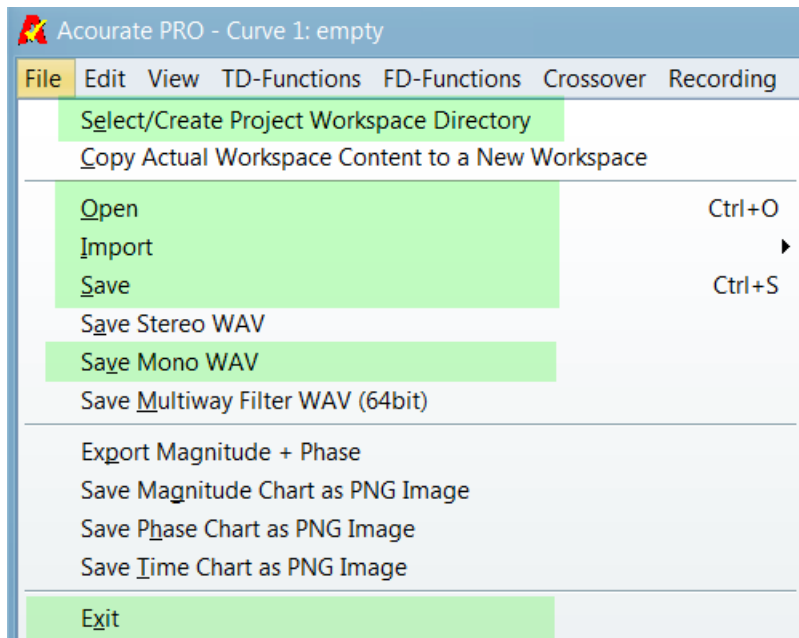 Acourate PRO - Curve 1: empty
File Edit View TD-Functions FD-Functions Crossover Recording
Select/Create Project Workspace Directory
Copy Actual Workspace Content to a New Workspace
Open Ctrl+O
Import
Save Ctrl+S
Save Stereo WAV
Save Mono WAV
Save Multiway Filter WAV (64bit)
Export Magnitude + Phase
Save Magnitude Chart as PNG Image
Save Phase Chart as PNG Image
Save Time Chart as PNG Image
Exit